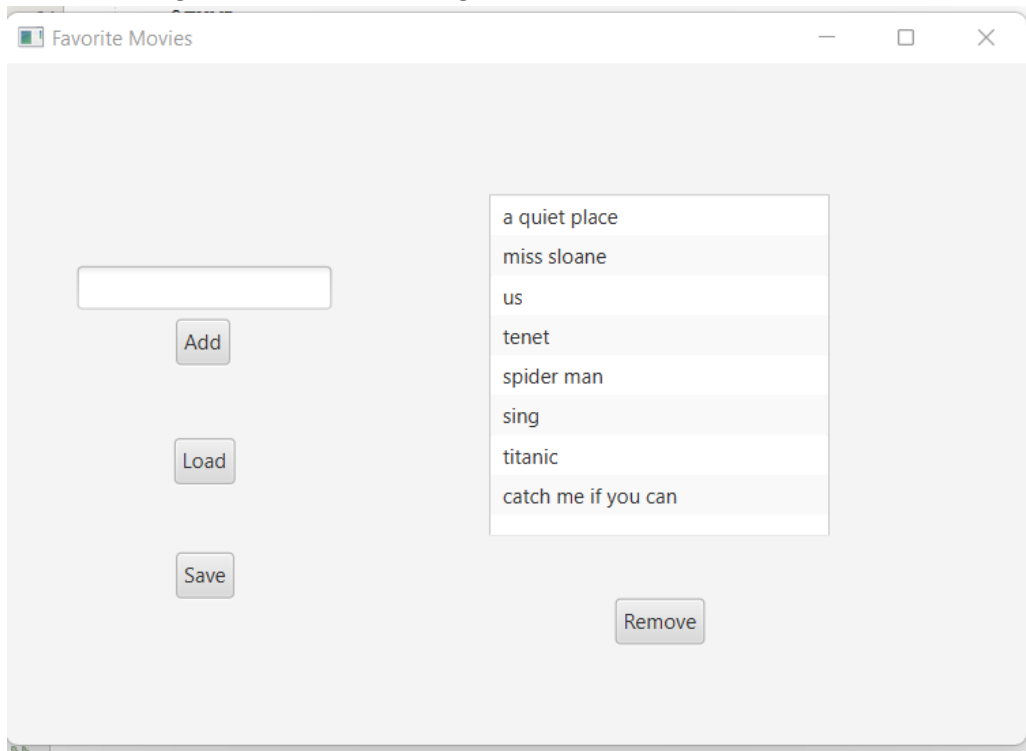 Favorite Movies
a quiet place
miss sloane
us
tenet
spider man
sing
titanic
catch me if you can
Add
Load
Save
Remove